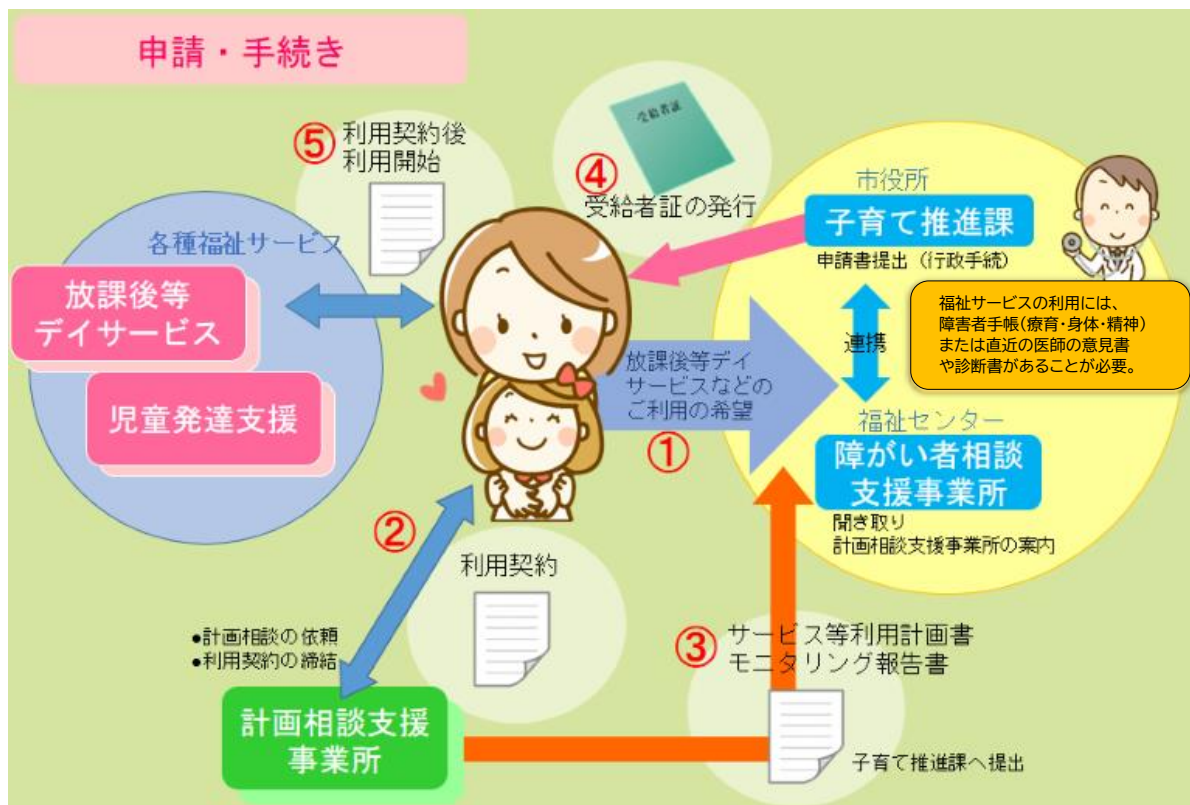 申請・手続き
⑤
利用契約後
利用開始
④
受給者証
受給者証の発行
市役所
子育て推進課
申請書提出（行政手続）
各種福祉サービス
放課後等
デイサービス
児童発達支援
連携
福祉サービスの利用には、
障害者手帳(療育・身体・精神)
または直近の医師の意見書
や診断書があることが必要。
放課後等デイ
サービスなどの
ご利用の希望
①
福祉センター
障がい者相談
支援事業所
聞き取り
計画相談支援事業所の案内
②
利用契約
●計画相談の依頼
●利用契約の締結
計画相談支援
事業所
③
サービス等利用計画書
モニタリング報告書
子育て推進課へ提出